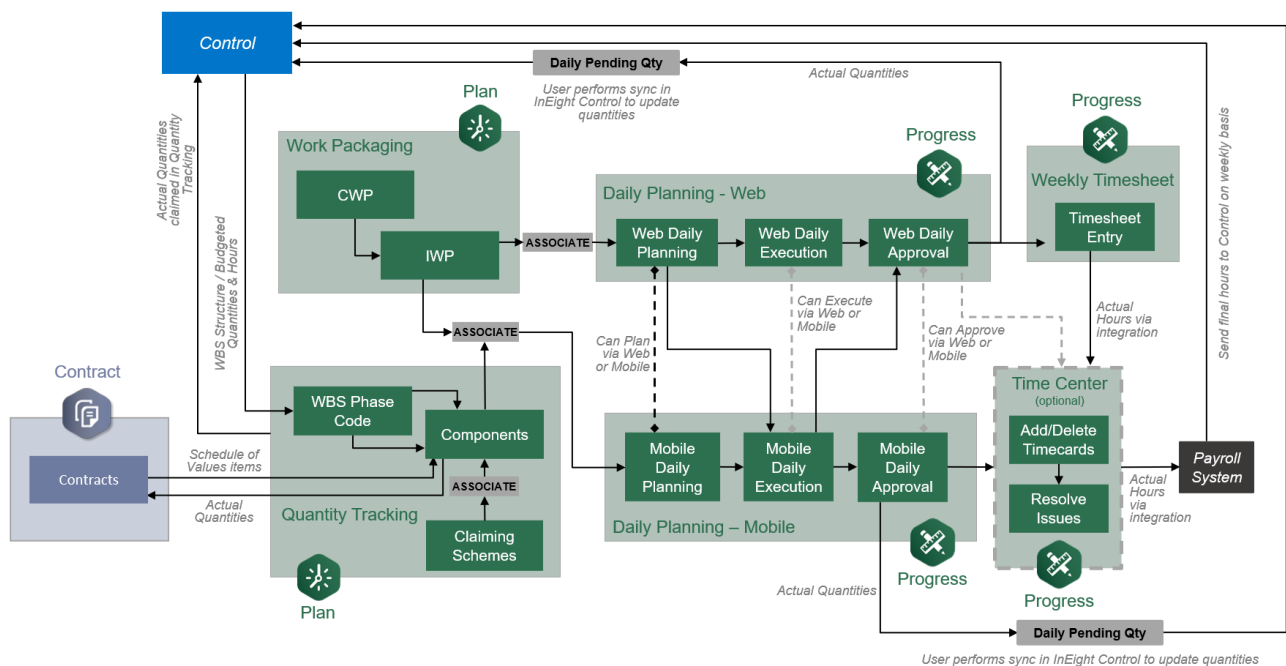 Control
Daily Pending Qty
Actual Quantities
User performs sync in
InEight Control to update
quantities
Plan
Progress
Progress
Actual Quantities
claimed in Quantity
Tracking
WBS Structure / Budgeted
Quantities & Hours
Work Packaging
CWP
IWP
ASSOCIATE
Daily Planning - Web
Web Daily
Planning
Web Daily
Execution
Web Daily
Approval
Weekly Timesheet
Timesheet
Entry
Send final hours to Control on weekly basis
Can Plan
via Web
or Mobile
Can Execute
via Web or
Mobile
Can Approve
via Web or
Mobile
Actual
Hours via
integration
ASSOCIATE
Contract
Contracts
Schedule of
Values items
Actual
Quantities
WBS Phase
Code
Components
ASSOCIATE
Quantity Tracking
Claiming
Schemes
Plan
Mobile
Daily
Planning
Mobile
Daily
Execution
Mobile
Daily
Approval
Daily Planning – Mobile
Progress
Time Center
(optional)
Add/Delete
Timecards
Resolve
Issues
Progress
Actual
Hours
via
integration
Payroll
System
Actual Quantities
Daily Pending Qty
User performs sync in InEight Control to update quantities